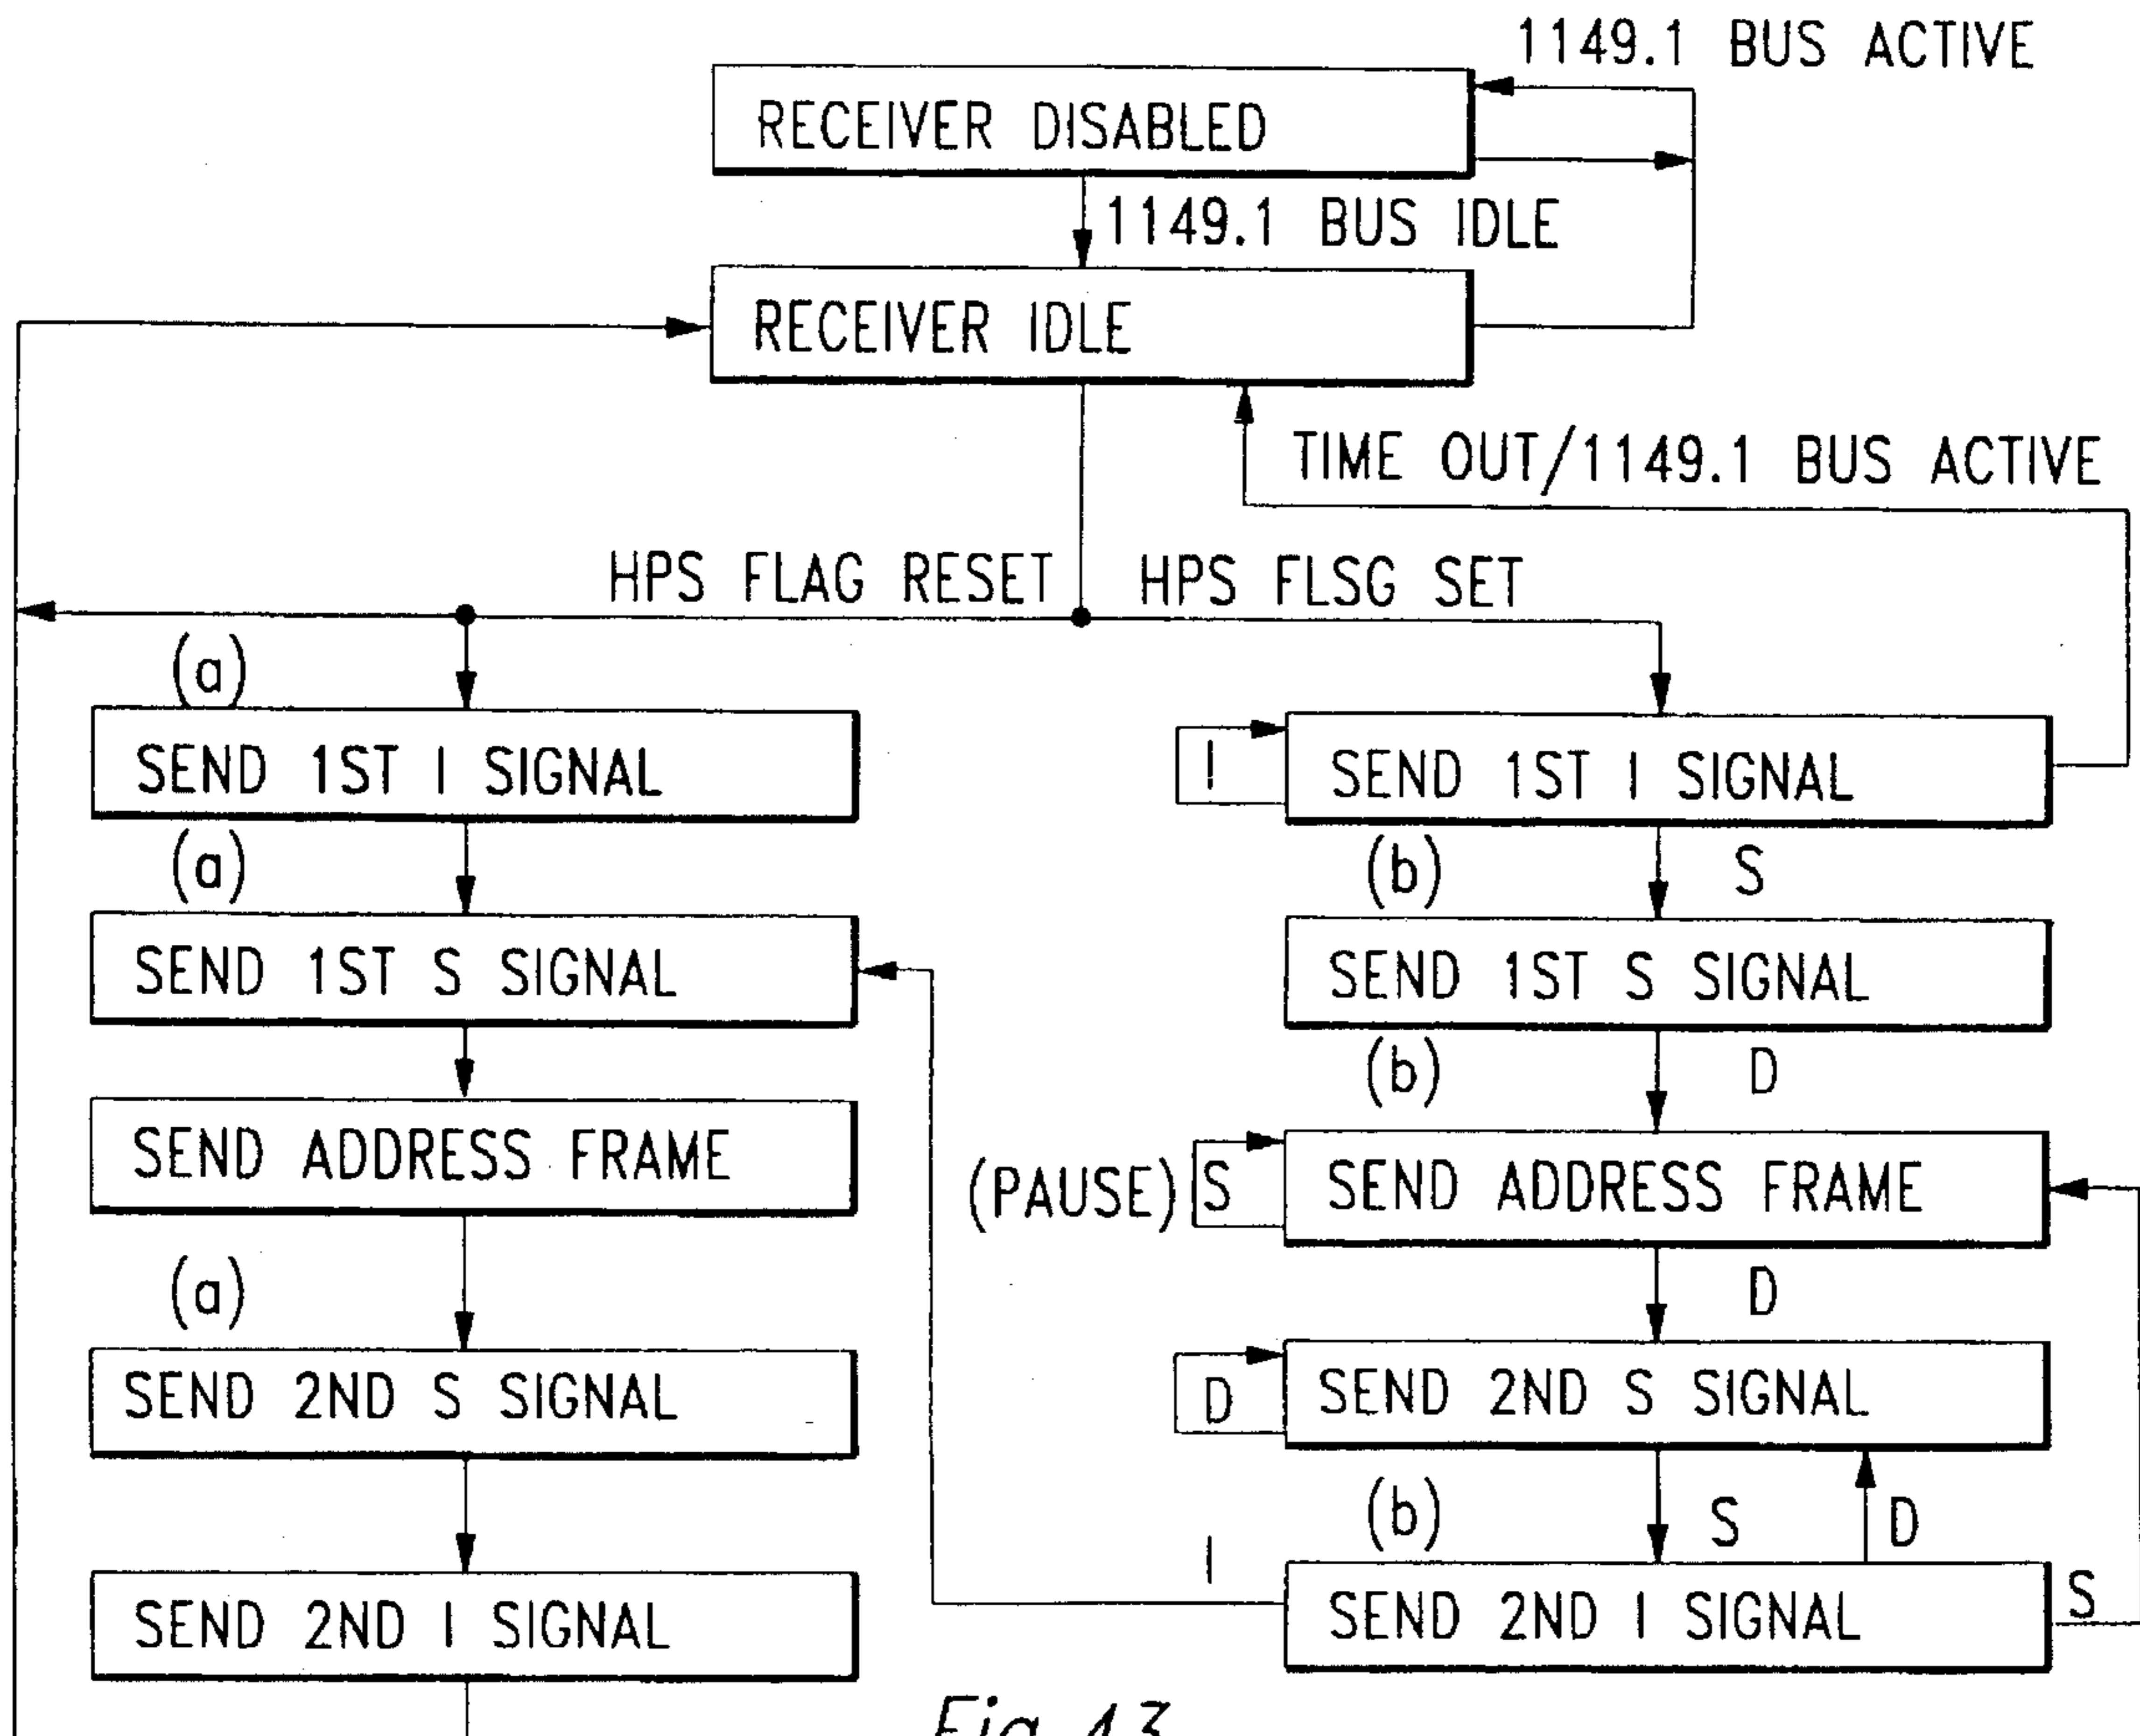 1149.1 BUS ACTIVE
RECEIVER DISABLED
1149.1 BUS IDLE
RECEIVER IDLE
TIME OUT/1149.1 BUS ACTIVE
HPS FLAG RESET
HPS FLSG SET
(a)
SEND 1ST I SIGNAL
(a)
SEND 1ST S SIGNAL
SEND ADDRESS FRAME
(a)
SEND 2ND S SIGNAL
SEND 2ND I SIGNAL
I
SEND 1ST I SIGNAL
(b)
S
SEND 1ST S SIGNAL
(b)
D
(PAUSE)
S
SEND ADDRESS FRAME
D
D
SEND 2ND S SIGNAL
(b)
S
D
I
SEND 2ND I SIGNAL
S
Fig. 13